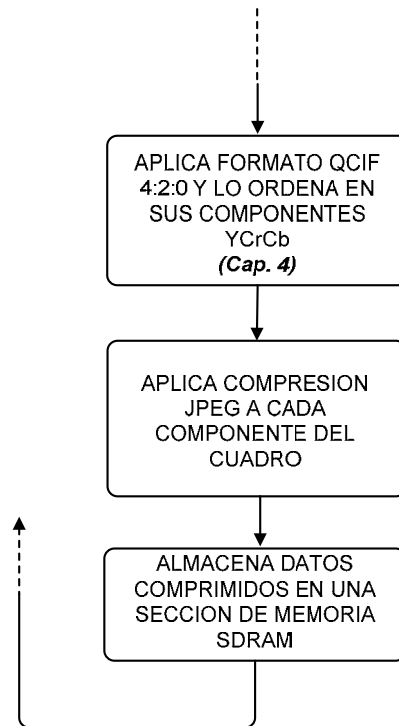 APLICA FORMATO QCIF
4:2:0 Y LO ORDENA EN
SUS COMPONENTES
YCrCb
(Cap. 4)
APLICA COMPRESION
JPEG A CADA
COMPONENTE DEL
CUADRO
ALMACENA DATOS
COMPRIMIDOS EN UNA
SECCION DE MEMORIA
SDRAM